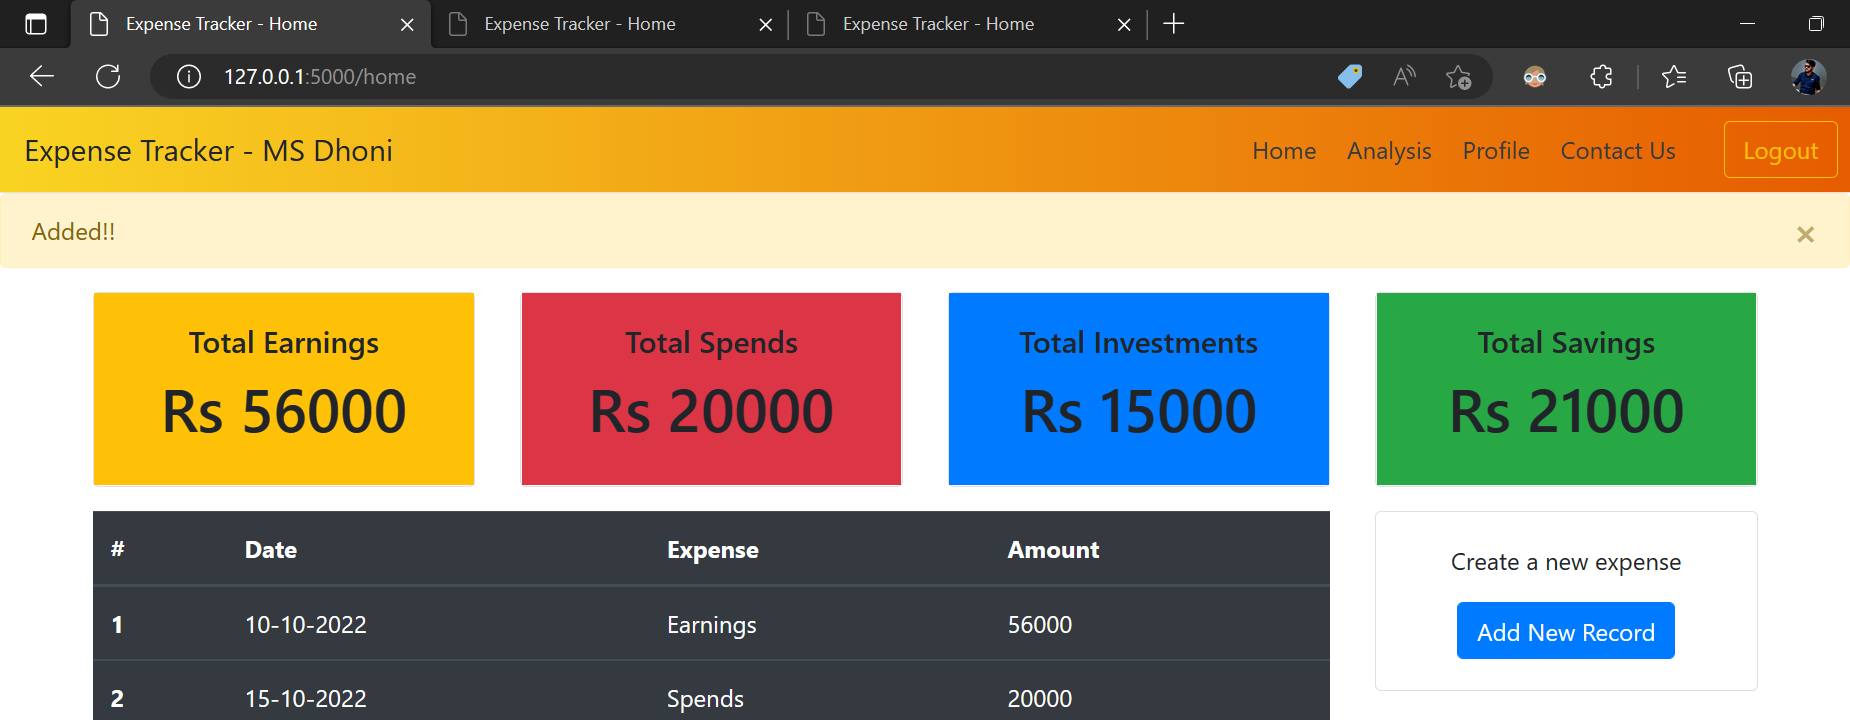 Expense Tracker - Home
Expense Tracker - Home
Expense Tracker - Home
127.0.0.1:5000/home
Expense Tracker - MS Dhoni
Home Analysis Profile Contact Us Logout
Added!!
Total Earnings
Rs 56000
Total Spends
Rs 20000
Total Investments
Rs 15000
Total Savings
Rs 21000
# Date Expense Amount
1 10-10-2022 Earnings 56000
2 15-10-2022 Spends 20000
Create a new expense
Add New Record